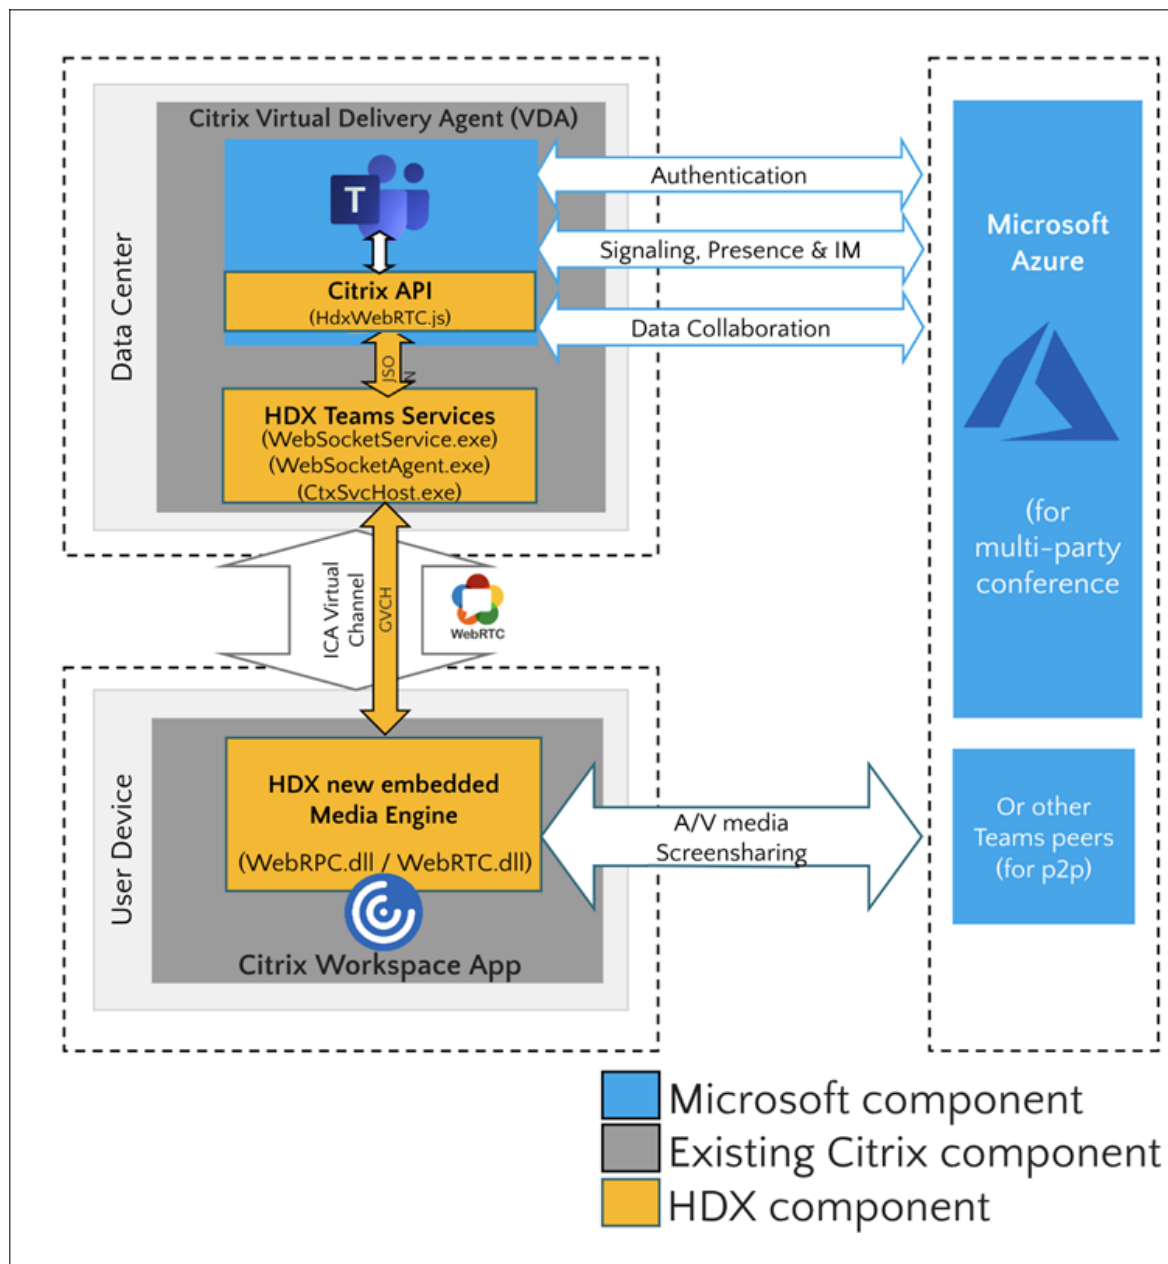 Citrix Virtual Delivery Agent (VDA)
T
Citrix API
(HdxWebRTC.js)
JSO
N
HDX Teams Services
(WebSocketService.exe)
(WebSocketAgent.exe)
(CtxSvcHost.exe)
Data Center
Authentication
Signaling, Presence & IM
Data Collaboration
Microsoft
Azure
(for
multi-party
conference
ICA Virtual
Channel
GVCH
WebRTC
User Device
HDX new embedded
Media Engine
(WebRPC.dll / WebRTC.dll)
Citrix Workspace App
A/V media
Screensharing
Or other
Teams peers
(for p2p)
Microsoft component
Existing Citrix component
HDX component